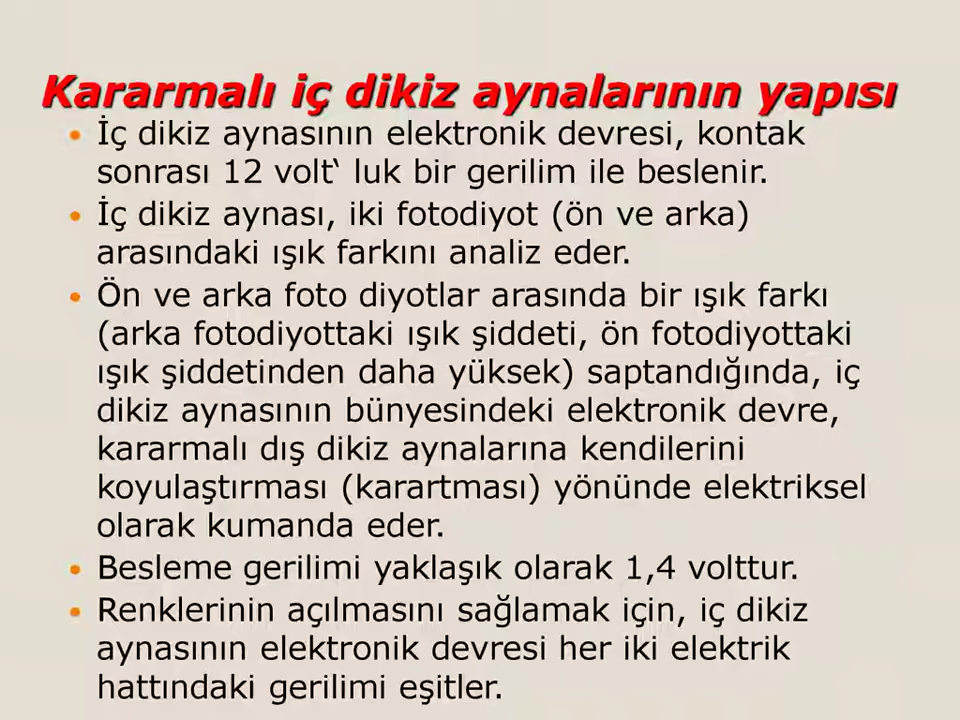 Kararmalı iç dikiz aynalarının yapısı
• İç dikiz aynasının elektronik devresi, kontak
sonrası 12 volt‘ luk bir gerilim ile beslenir.
• İç dikiz aynası, iki fotodiyot (ön ve arka)
arasındaki ışık farkını analiz eder.
• Ön ve arka foto diyotlar arasında bir ışık farkı
(arka fotodiyottaki ışık şiddeti, ön fotodiyottaki
ışık şiddetinden daha yüksek) saptandığında, iç
dikiz aynasının bünyesindeki elektronik devre,
kararmalı dış dikiz aynalarına kendilerini
koyulaştırması (karartması) yönünde elektriksel
olarak kumanda eder.
• Besleme gerilimi yaklaşık olarak 1,4 volttur.
• Renklerinin açılmasını sağlamak için, iç dikiz
aynasının elektronik devresi her iki elektrik
hattındaki gerilimi eşitler.